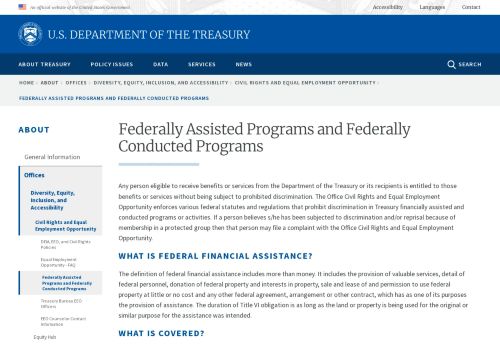 An official website of the United States Government
Accessibility Languages Contact
U.S. DEPARTMENT OF THE TREASURY
ABOUT TREASURY POLICY ISSUES DATA SERVICES NEWS SEARCH
HOME › ABOUT › OFFICES › DIVERSITY, EQUITY, INCLUSION, AND ACCESSIBILITY › CIVIL RIGHTS AND EQUAL EMPLOYMENT OPPORTUNITY ›
FEDERALLY ASSISTED PROGRAMS AND FEDERALLY CONDUCTED PROGRAMS
ABOUT
General Information
Offices
Diversity, Equity,
Inclusion, and
Accessibility
Civil Rights and Equal
Employment Opportunity
DEIA, EEO, and Civil Rights
Policies
Equal Employment
Opportunity - FAQ
Federally Assisted
Programs and Federally
Conducted Programs
Treasury Bureau EEO
Officers
EEO Counselor Contact
Information
Equity Hub
Federally Assisted Programs and Federally
Conducted Programs
Any person eligible to receive benefits or services from the Department of the Treasury or its recipients is entitled to those
benefits or services without being subject to prohibited discrimination. The Office Civil Rights and Equal Employment
Opportunity enforces various federal statutes and regulations that prohibit discrimination in Treasury financially assisted and
conducted programs or activities. If a person believes s/he has been subjected to discrimination and/or reprisal because of
membership in a protected group then that person may file a complaint with the Office Civil Rights and Equal Employment
Opportunity.
WHAT IS FEDERAL FINANCIAL ASSISTANCE?
The definition of federal financial assistance includes more than money. It includes the provision of valuable services, detail of
federal personnel, donation of federal property and interests in property, sale and lease of and permission to use federal
property at little or no cost and any other federal agreement, arrangement or other contract, which has as one of its purposes
the provision of assistance. The duration of Title VI obligation is as long as the land or property is being used for the original or
similar purpose for the assistance was intended.
WHAT IS COVERED?